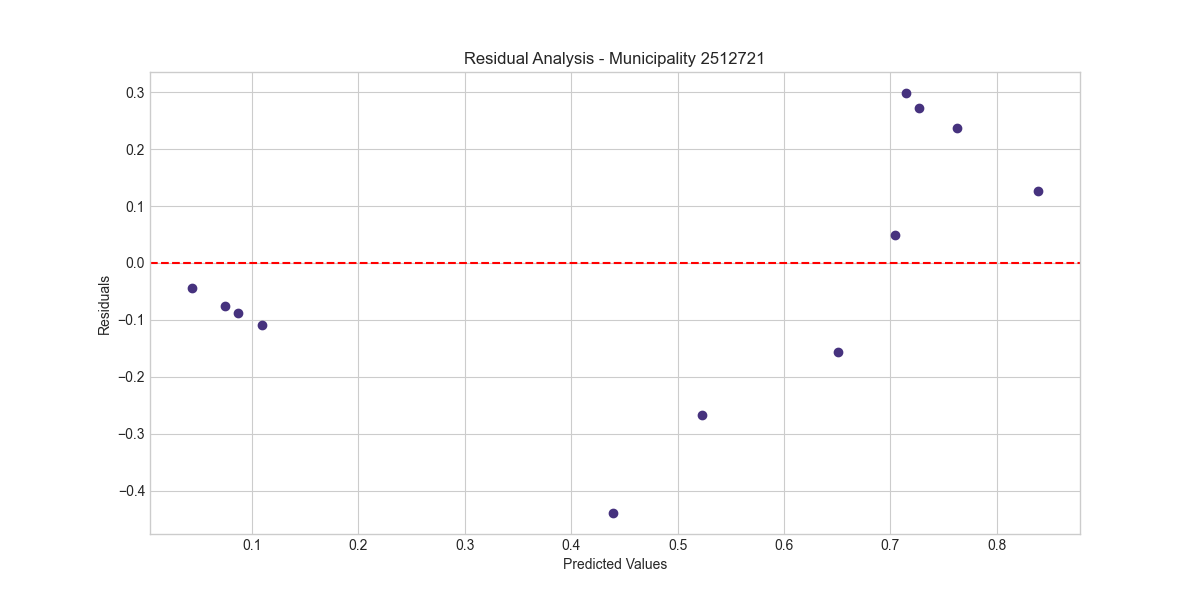 Residual Analysis - Municipality 2512721
0.3
0.2
0.1
0.0
−0.1
−0.2
−0.3
−0.4
Residuals
0.1 0.2 0.3 0.4 0.5 0.6 0.7 0.8
Predicted Values